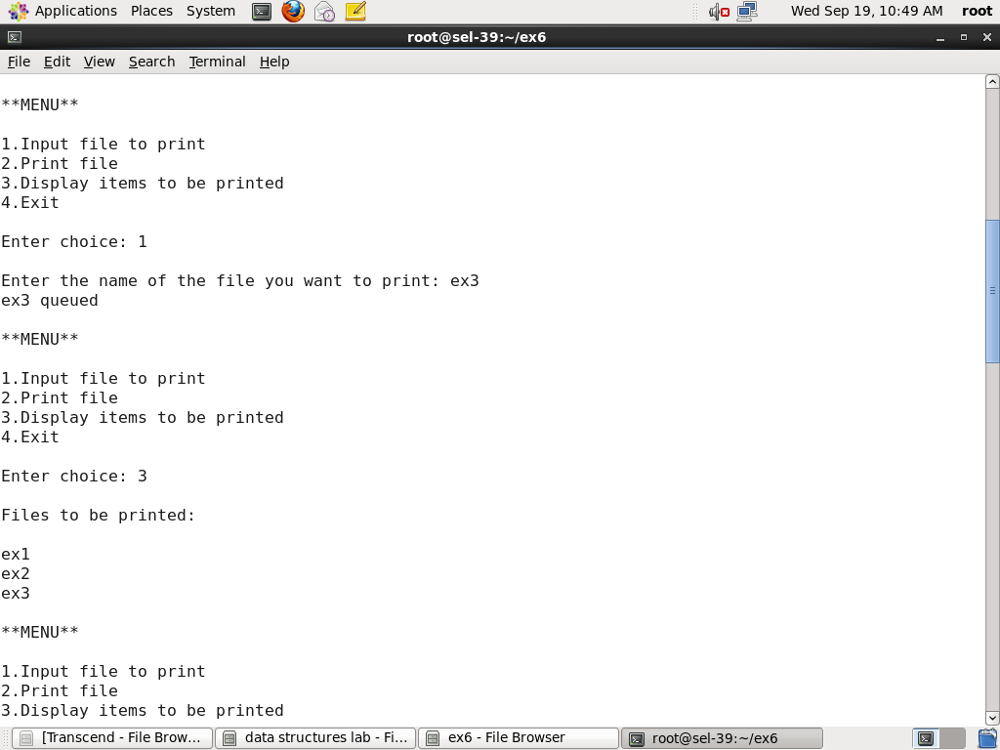 Applications Places System Wed Sep 19, 10:49 AM root
root@sel-39:~/ex6
File Edit View Search Terminal Help
**MENU**
1.Input file to print
2.Print file
3.Display items to be printed
4.Exit
Enter choice: 1
Enter the name of the file you want to print: ex3
ex3 queued
**MENU**
1.Input file to print
2.Print file
3.Display items to be printed
4.Exit
Enter choice: 3
Files to be printed:
ex1
ex2
ex3
**MENU**
1.Input file to print
2.Print file
3.Display items to be printed
[Transcend - File Brow... data structures lab - Fi... ex6 - File Browser root@sel-39:~/ex6